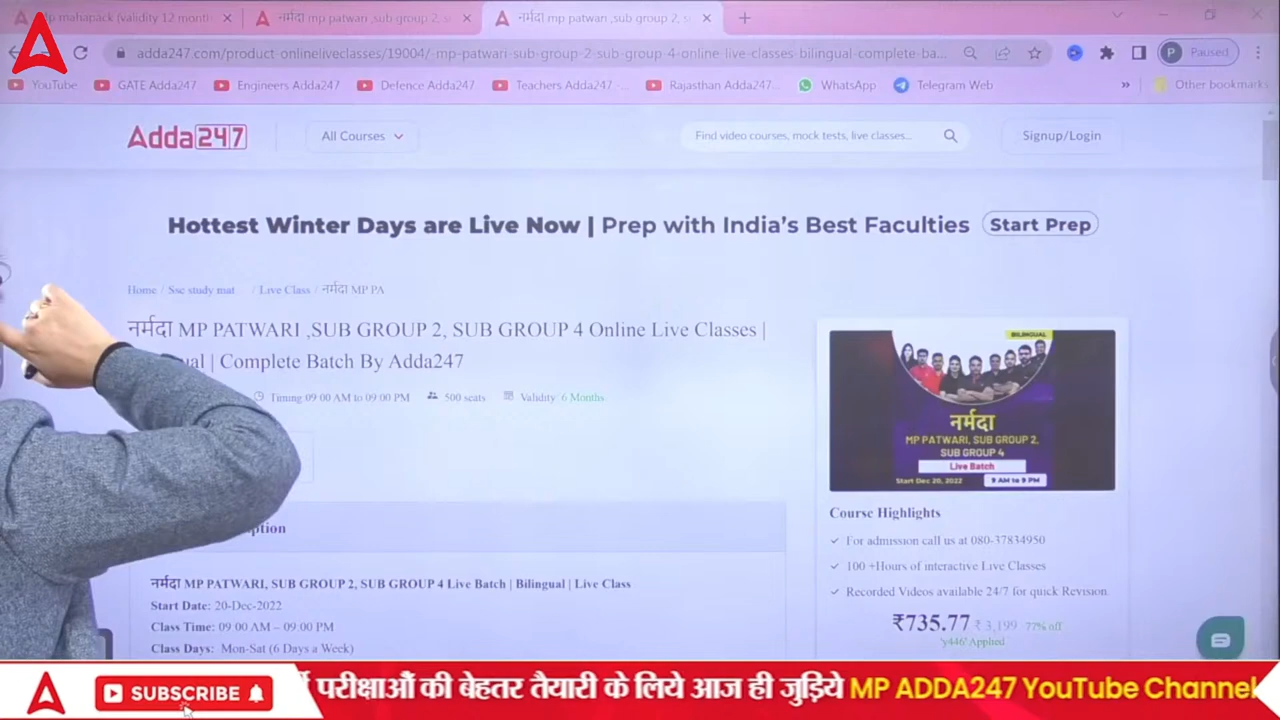 mp mahapack (validity 12 month
नर्मदा mp patwari ,sub group 2, s
नर्मदा mp patwari ,sub group 2, s
adda247.com/product-onlineliveclasses/19004/-mp-patwari-sub-group-2-sub-group-4-online-live-classes-bilingual-complete-ba...
P Paused
YouTube GATE Adda247 Engineers Adda247 Defence Adda247 Teachers Adda247 -... Rajasthan Adda247... WhatsApp Telegram Web » Other bookmarks
Adda247 All Courses Find video courses, mock tests, live classes... Signup/Login
Hottest Winter Days are Live Now | Prep with India's Best Faculties Start Prep
Home / Ssc study mat... / Live Class / नर्मदा MP PA
नर्मदा MP PATWARI ,SUB GROUP 2, SUB GROUP 4 Online Live Classes |
ual | Complete Batch By Adda247
Timing 09:00 AM to 09:00 PM 500 seats Validity 6 Months
BILINGUAL
नर्मदा
MP PATWARI, SUB GROUP 2,
SUB GROUP 4
Live Batch
Start Dec 20, 2022 9 AM to 9 PM
Course Highlights
✓ For admission call us at 080-37834950
✓ 100 +Hours of interactive Live Classes
✓ Recorded Videos available 24/7 for quick Revision.
₹735.77 ₹ 3,199 77% off
'y446' Applied
ption
नर्मदा MP PATWARI, SUB GROUP 2, SUB GROUP 4 Live Batch | Bilingual | Live Class
Start Date: 20-Dec-2022
Class Time: 09:00 AM – 09:00 PM
Class Days: Mon-Sat (6 Days a Week)
SUBSCRIBE परीक्षाओं की बेहतर तैयारी के लिये आज ही जुड़िये MP ADDA247 YouTube Channel